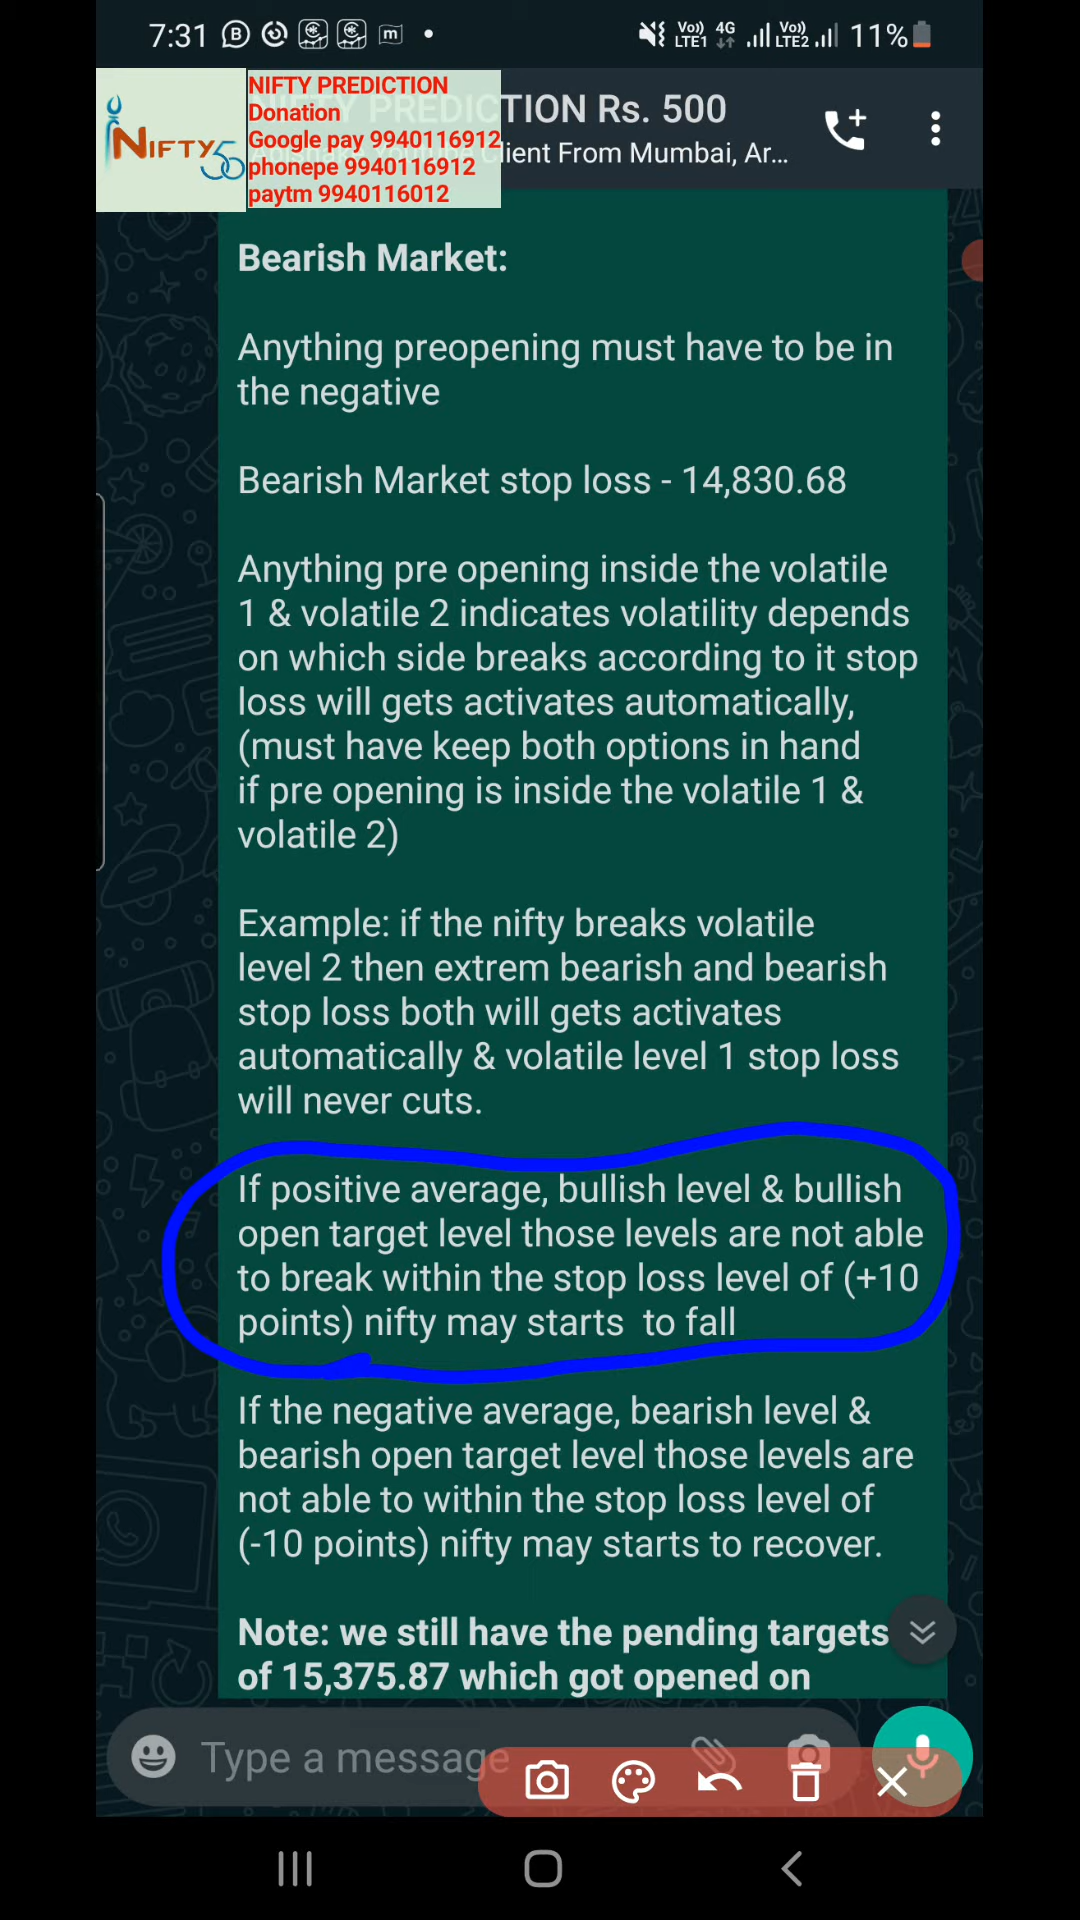 7:31
Vo)) 4G Vo))
LTE1 LTE2 11%
NIFTY PREDICTION
Donation
Google pay 9940116912
phonepe 9940116912
paytm 9940116012
NIFTY50
NIFTY PREDICTION Rs. 500
Client From Mumbai, Ar...
Bearish Market:
Anything preopening must have to be in
the negative
Bearish Market stop loss - 14,830.68
Anything pre opening inside the volatile
1 & volatile 2 indicates volatility depends
on which side breaks according to it stop
loss will gets activates automatically,
(must have keep both options in hand
if pre opening is inside the volatile 1 &
volatile 2)
Example: if the nifty breaks volatile
level 2 then extrem bearish and bearish
stop loss both will gets activates
automatically & volatile level 1 stop loss
will never cuts.
If positive average, bullish level & bullish
open target level those levels are not able
to break within the stop loss level of (+10
points) nifty may starts to fall
If the negative average, bearish level &
bearish open target level those levels are
not able to within the stop loss level of
(-10 points) nifty may starts to recover.
Note: we still have the pending targets
of 15,375.87 which got opened on
Type a message